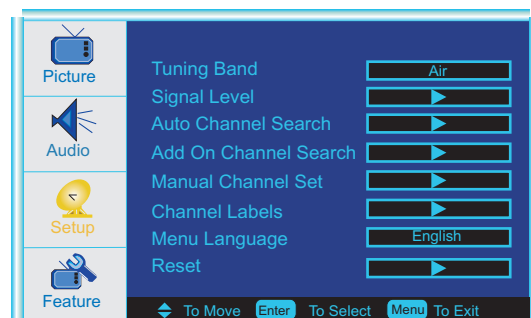 Picture
Audio
Setup
Feature
Tuning Band Air
Signal Level
Auto Channel Search
Add On Channel Search
Manual Channel Set
Channel Labels
Menu Language English
Reset
To Move Enter To Select Menu To Exit